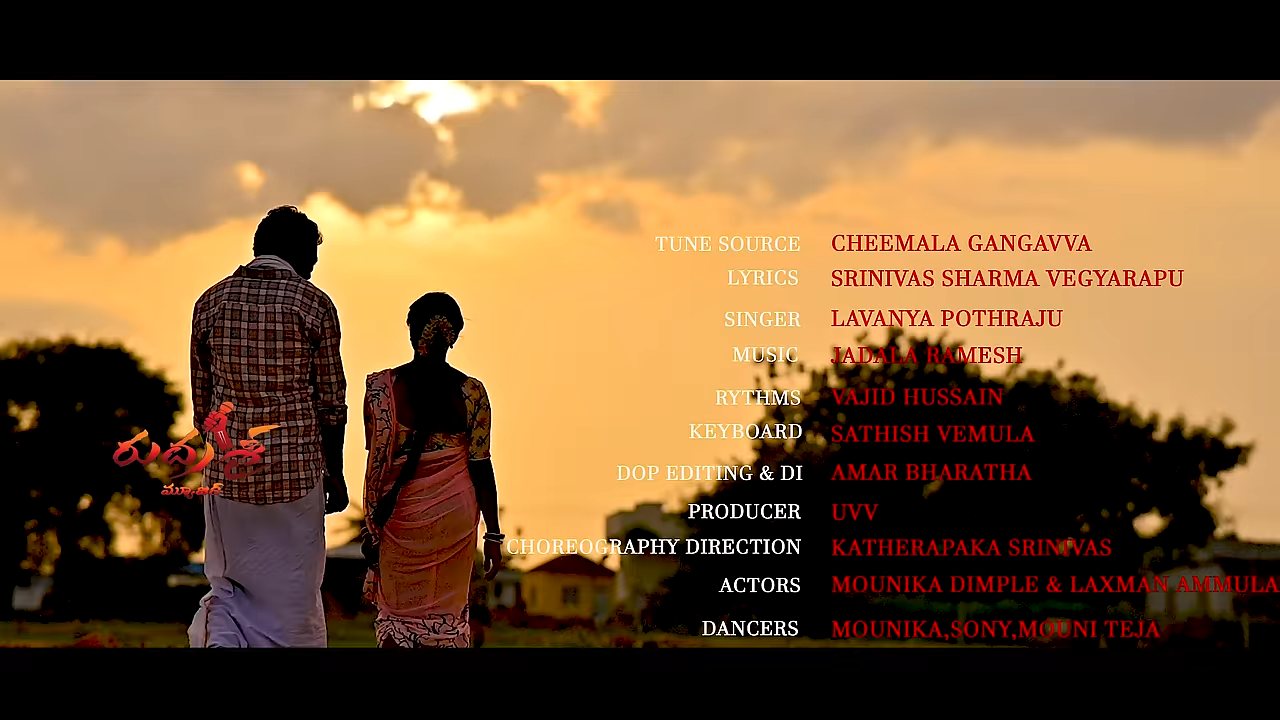 TUNE SOURCE CHEEMALA GANGAVVA
LYRICS SRINIVAS SHARMA VEGYARAPU
SINGER LAVANYA POTHRAJU
MUSIC JADALA RAMESH
RYTHMS VAJID HUSSAIN
KEYBOARD SATHISH VEMULA
DOP EDITING & DI AMAR BHARATHA
PRODUCER UVV
CHOREOGRAPHY DIRECTION KATHERAPAKA SRINIVAS
ACTORS MOUNIKA DIMPLE & LAXMAN AMMULA
DANCERS MOUNIKA,SONY,MOUNI TEJA
రుద్ర శ్రీ
మ్యూజిక్